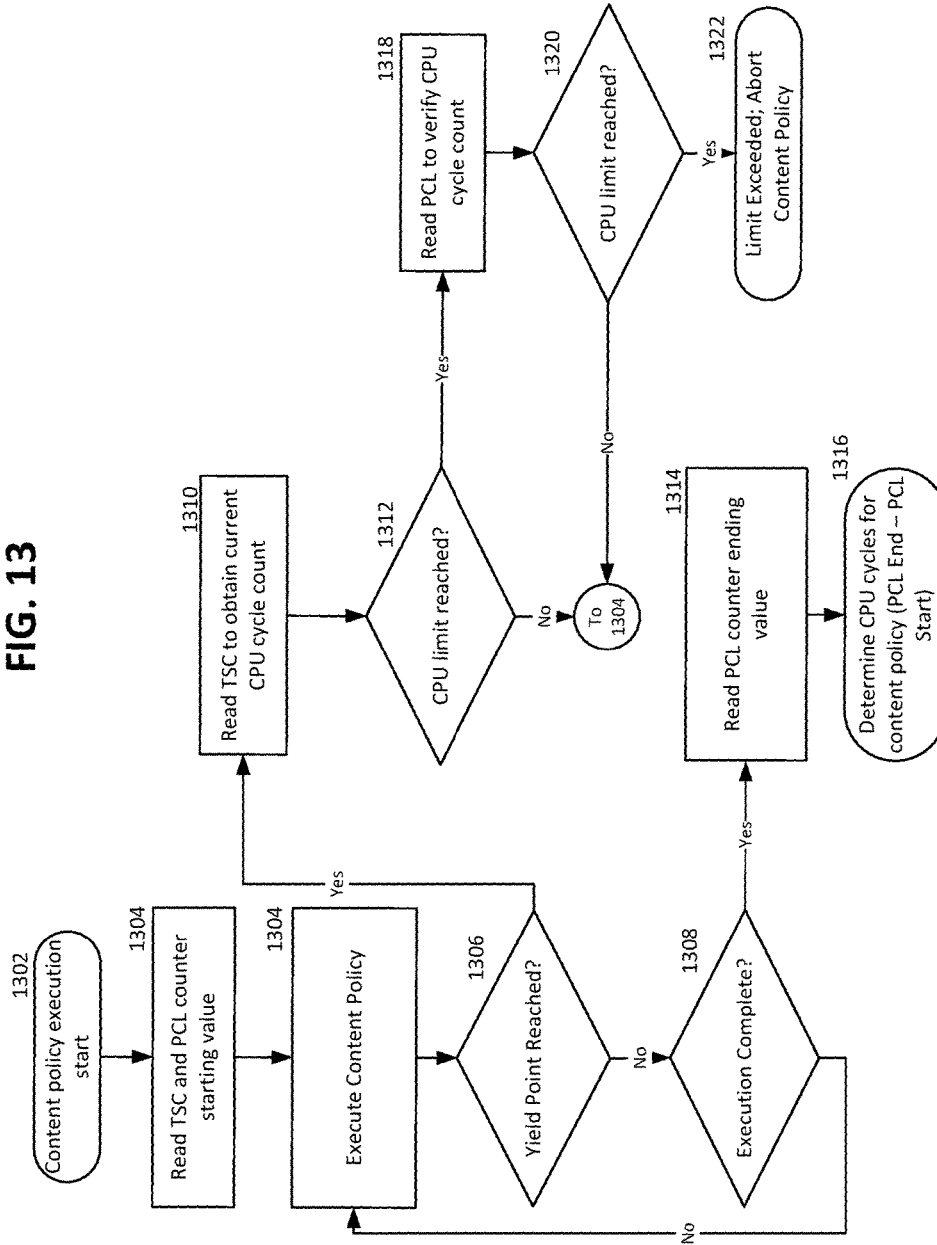 FIG. 13
1302
Content policy execution
start
1304
Read TSC and PCL counter
starting value
1304
Execute Content Policy
1306
Yield Point Reached?
Yes
No
1308
Execution Complete?
No
Yes
1310
Read TSC to obtain current
CPU cycle count
1312
CPU limit reached?
Yes
No
To
1304
1314
Read PCL counter ending
value
1316
Determine CPU cycles for
content policy (PCL End – PCL
Start)
1318
Read PCL to verify CPU
cycle count
1320
CPU limit reached?
No
Yes
1322
Limit Exceeded; Abort
Content Policy